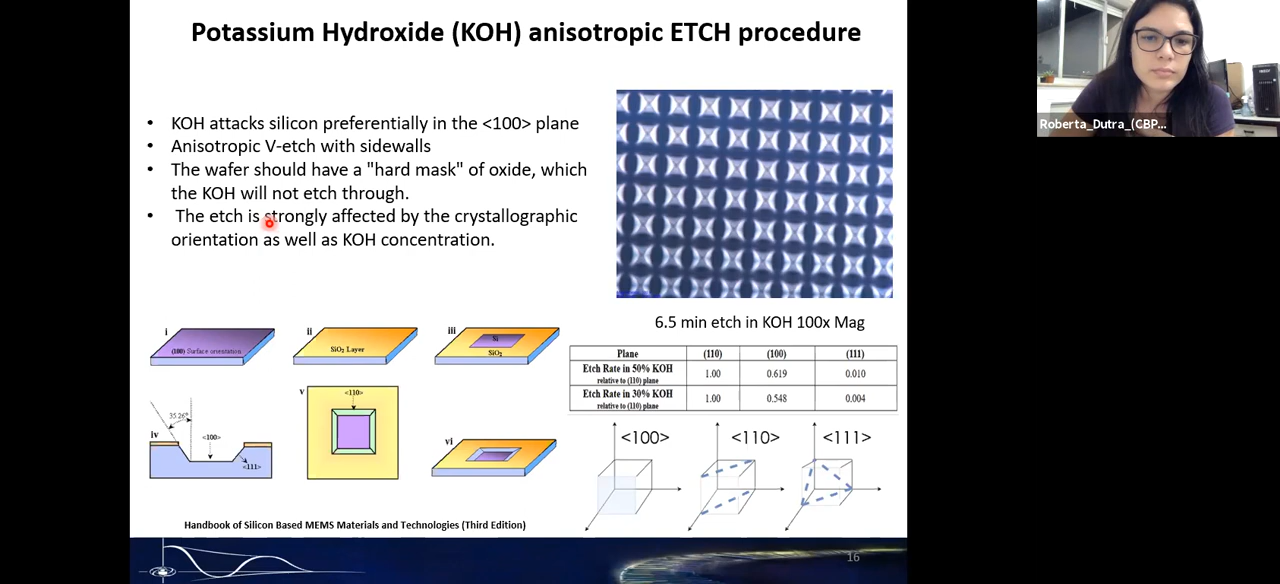 Potassium Hydroxide (KOH) anisotropic ETCH procedure
Roberta_Dutra_(CBP...
• KOH attacks silicon preferentially in the <100> plane
• Anisotropic V-etch with sidewalls
• The wafer should have a "hard mask" of oxide, which
the KOH will not etch through.
• The etch is strongly affected by the crystallographic
orientation as well as KOH concentration.
6.5 min etch in KOH 100x Mag
i
(100) Surface orientation
ii
SiO2 Layer
iii
Si
SiO2
iv
35.26°
<100>
<111>
v
<110>
vi
Plane (110) (100) (111)
Etch Rate in 50% KOH
relative to (110) plane 1.00 0.619 0.010
Etch Rate in 30% KOH
relative to (110) plane 1.00 0.548 0.004
<100> <110> <111>
Handbook of Silicon Based MEMS Materials and Technologies (Third Edition)
16